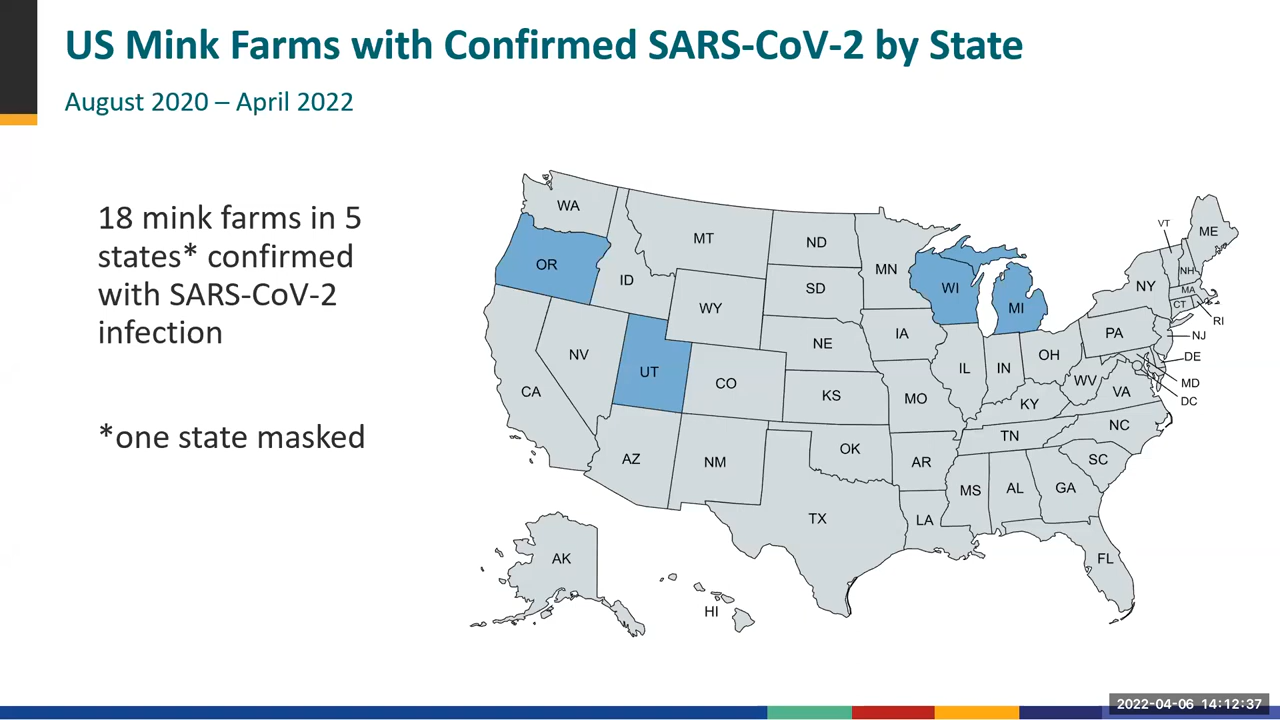 US Mink Farms with Confirmed SARS-CoV-2 by State
August 2020 – April 2022
18 mink farms in 5
states* confirmed
with SARS-CoV-2
infection
*one state masked
WA
OR
ID
MT
ND
MN
SD
WY
WI
MI
NY
VT
NH
ME
MA
CT
RI
NV
UT
CO
NE
IA
IL
IN
OH
PA
NJ
DE
MD
DC
CA
KS
MO
KY
WV
VA
AZ
NM
OK
AR
TN
NC
SC
TX
LA
MS
AL
GA
FL
AK
HI
2022-04-06 14:12:37